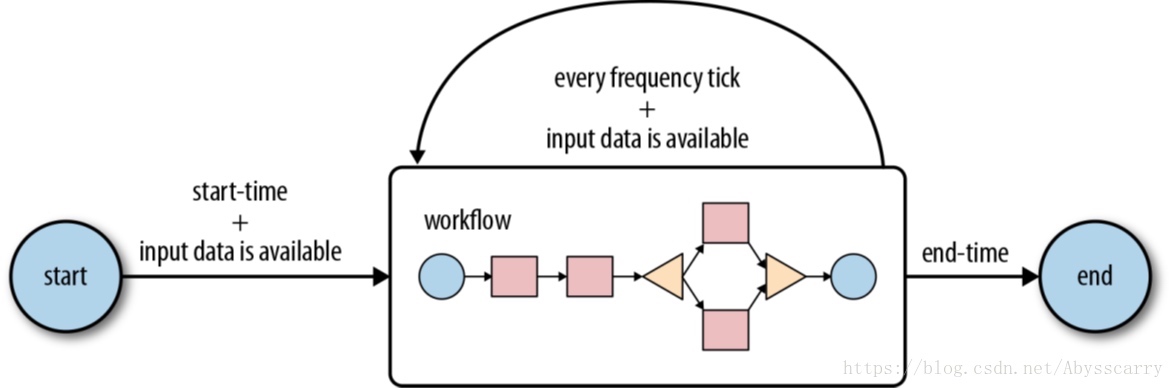 every frequency tick
+
input data is available
start-time
+
input data is available
workflow
start
end-time
end
https://blog.csdn.net/Abysscarry